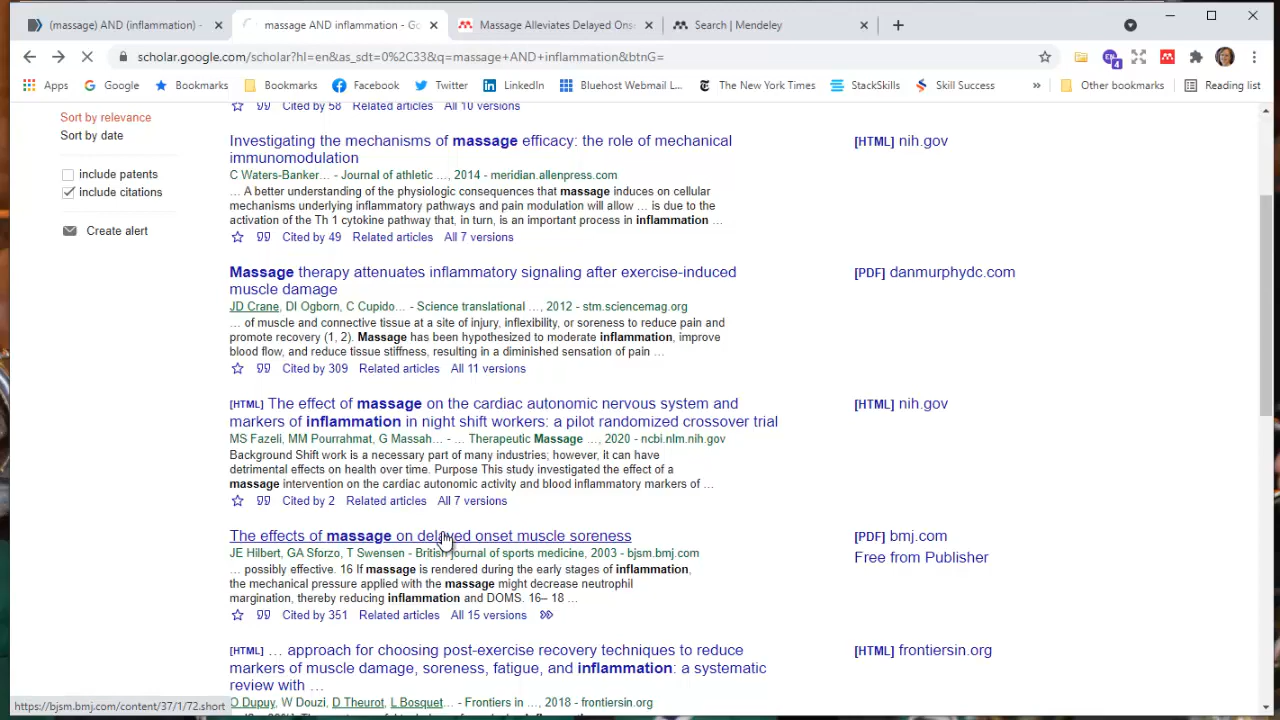 (massage) AND (inflammation) -
massage AND inflammation - Go
Massage Alleviates Delayed Ons
Search | Mendeley
scholar.google.com/scholar?hl=en&as_sdt=0%2C33&q=massage+AND+inflammation&btnG=
4
Apps Google Bookmarks Bookmarks Facebook Twitter LinkedIn Bluehost Webmail L... The New York Times StackSkills Skill Success » Other bookmarks Reading list
Sort by relevance
Sort by date
include patents
include citations
Create alert
Cited by 58 Related articles All 10 versions
Investigating the mechanisms of massage efficacy: the role of mechanical
immunomodulation
[HTML] nih.gov
C Waters-Banker… - Journal of athletic …, 2014 - meridian.allenpress.com
… A better understanding of the physiologic consequences that massage induces on cellular
mechanisms underlying inflammatory pathways and pain modulation will allow … is due to the
activation of the Th 1 cytokine pathway that, in turn, is an important process in inflammation …
Cited by 49 Related articles All 7 versions
Massage therapy attenuates inflammatory signaling after exercise-induced
muscle damage
[PDF] danmurphydc.com
JD Crane, DI Ogborn, C Cupido… - Science translational …, 2012 - stm.sciencemag.org
… of muscle and connective tissue at a site of injury, inflexibility, or soreness to reduce pain and
promote recovery (1, 2). Massage has been hypothesized to moderate inflammation, improve
blood flow, and reduce tissue stiffness, resulting in a diminished sensation of pain …
Cited by 309 Related articles All 11 versions
[HTML] The effect of massage on the cardiac autonomic nervous system and
markers of inflammation in night shift workers: a pilot randomized crossover trial
[HTML] nih.gov
MS Fazeli, MM Pourrahmat, G Massah… - … Therapeutic Massage …, 2020 - ncbi.nlm.nih.gov
Background Shift work is a necessary part of many industries; however, it can have
detrimental effects on health over time. Purpose This study investigated the effect of a
massage intervention on the cardiac autonomic activity and blood inflammatory markers of …
Cited by 2 Related articles All 7 versions
The effects of massage on delayed onset muscle soreness
[PDF] bmj.com
Free from Publisher
JE Hilbert, GA Sforzo, T Swensen - British journal of sports medicine, 2003 - bjsm.bmj.com
… possibly effective. 16 If massage is rendered during the early stages of inflammation,
the mechanical pressure applied with the massage might decrease neutrophil
margination, thereby reducing inflammation and DOMS. 16– 18 …
Cited by 351 Related articles All 15 versions
[HTML] … approach for choosing post-exercise recovery techniques to reduce
markers of muscle damage, soreness, fatigue, and inflammation: a systematic
review with …
[HTML] frontiersin.org
O Dupuy, W Douzi, D Theurot, L Bosquet… - Frontiers in …, 2018 - frontiersin.org
https://bjsm.bmj.com/content/37/1/72.short